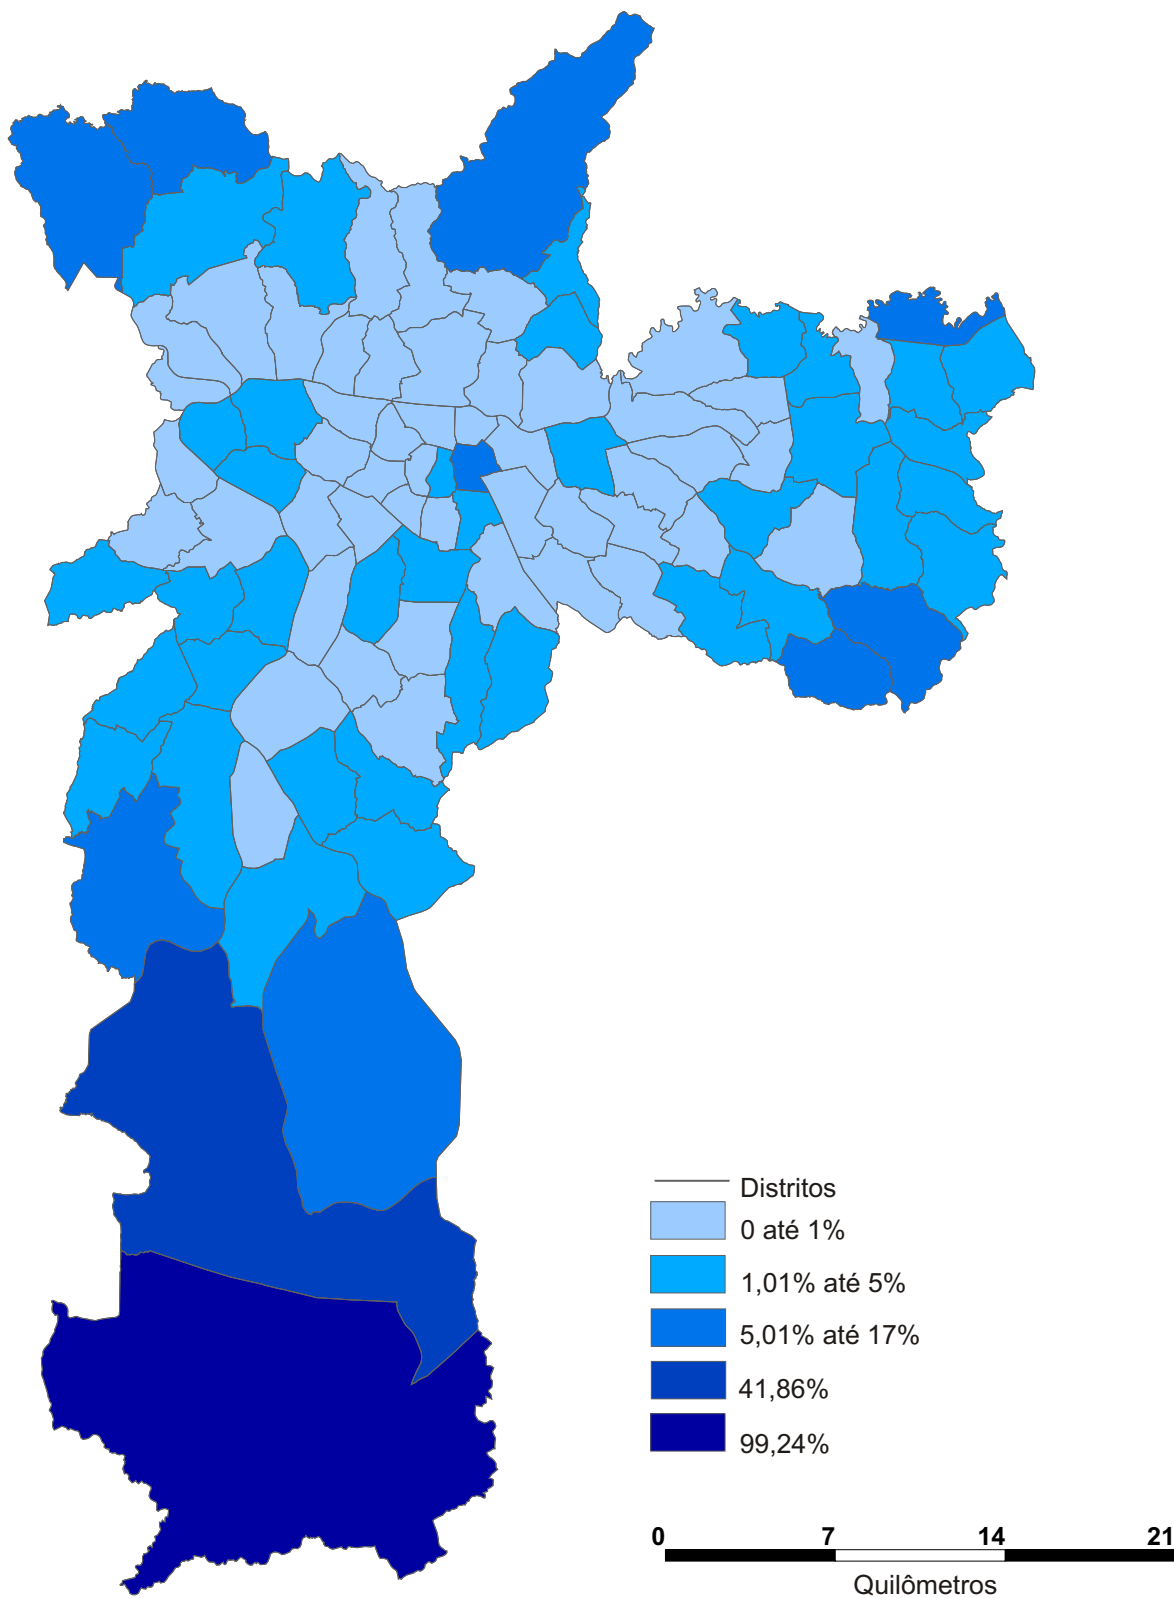 Distritos
0 até 1%
1,01% até 5%
5,01% até 17%
41,86%
99,24%
0 7 14 21
Quilômetros